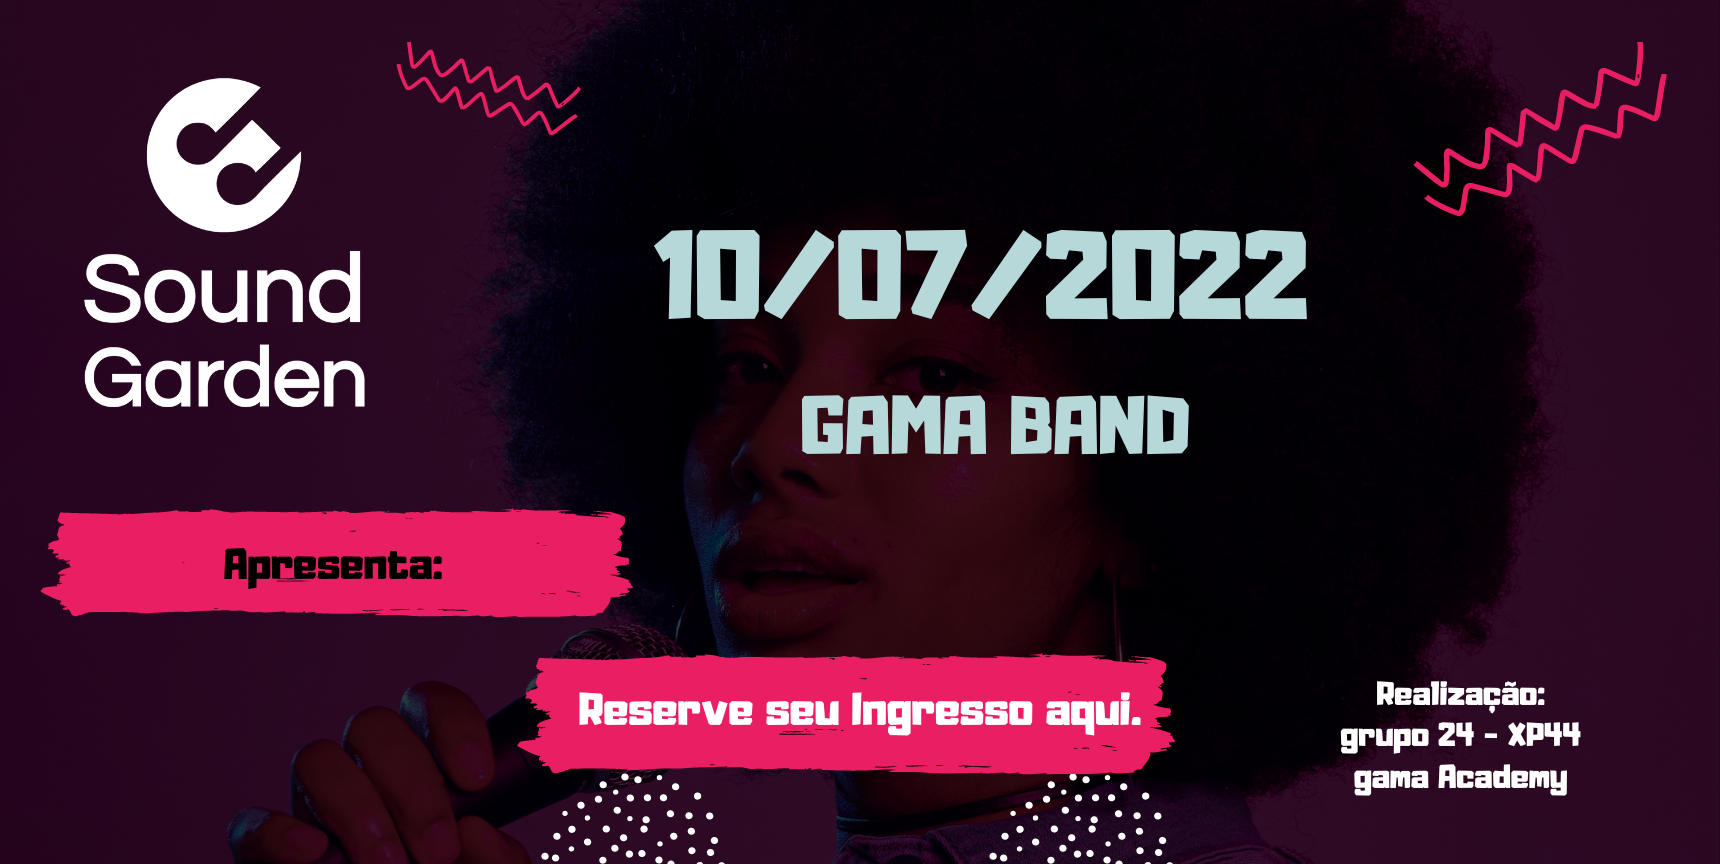 Sound
Garden
Apresenta:
10/07/2022
GAMA BAND
Reserve seu Ingresso aqui.
Realização:
grupo 24 - XP44
gama Academy